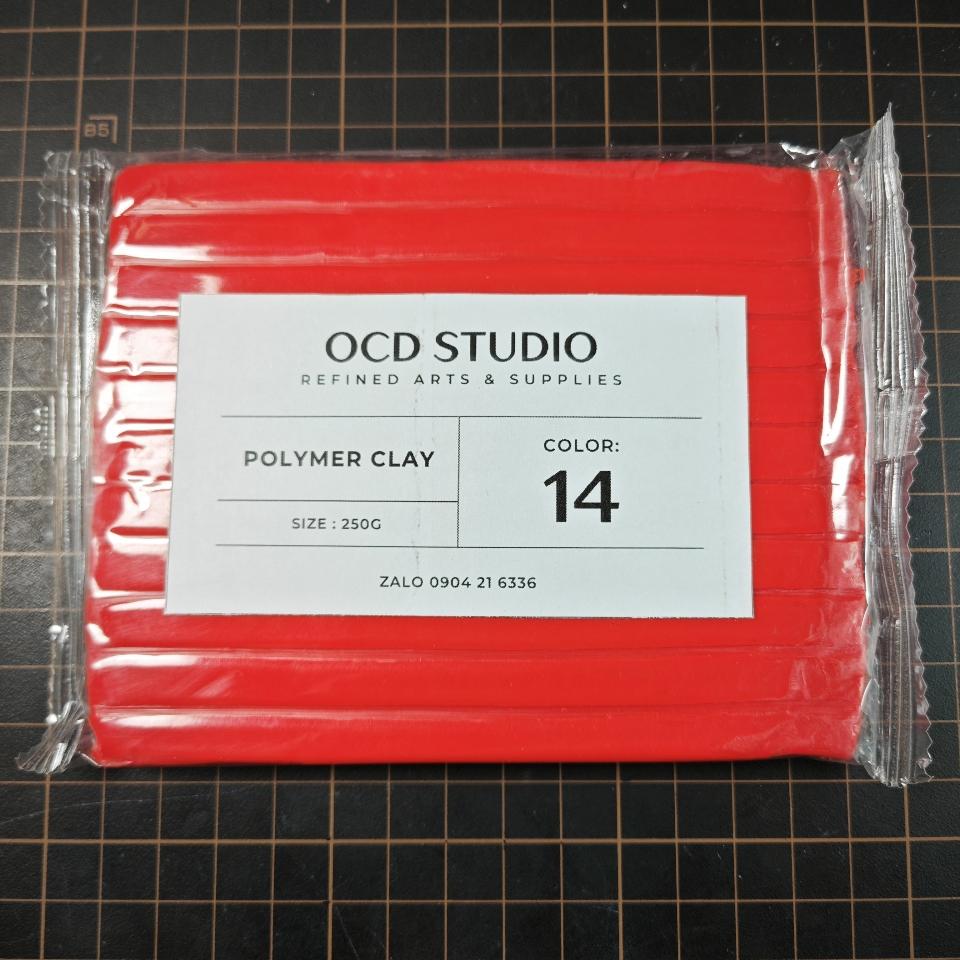 B5
OCD STUDIO
REFINED ARTS & SUPPLIES
POLYMER CLAY
COLOR:
14
SIZE : 250G
ZALO 0904 21 6336